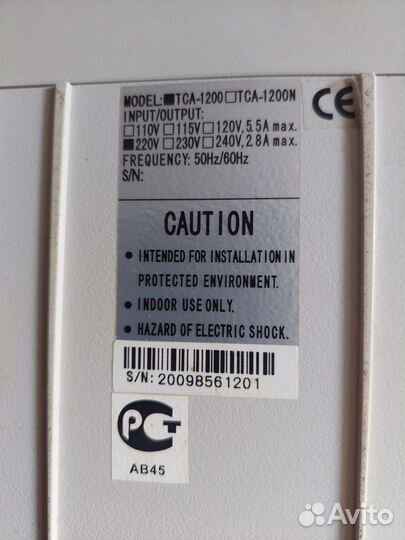 MODEL:■TCA-1200□TCA-1200N
INPUT/OUTPUT:
□110V □115V □120V, 5.5A max.
■220V □230V □240V, 2.8A max.
FREQUENCY: 50Hz/60Hz
S/N:
CE
CAUTION
• INTENDED FOR INSTALLATION IN
PROTECTED ENVIRONMENT.
• INDOOR USE ONLY.
• HAZARD OF ELECTRIC SHOCK.
S/N: 20098561201
РСТ
АВ45
Avito